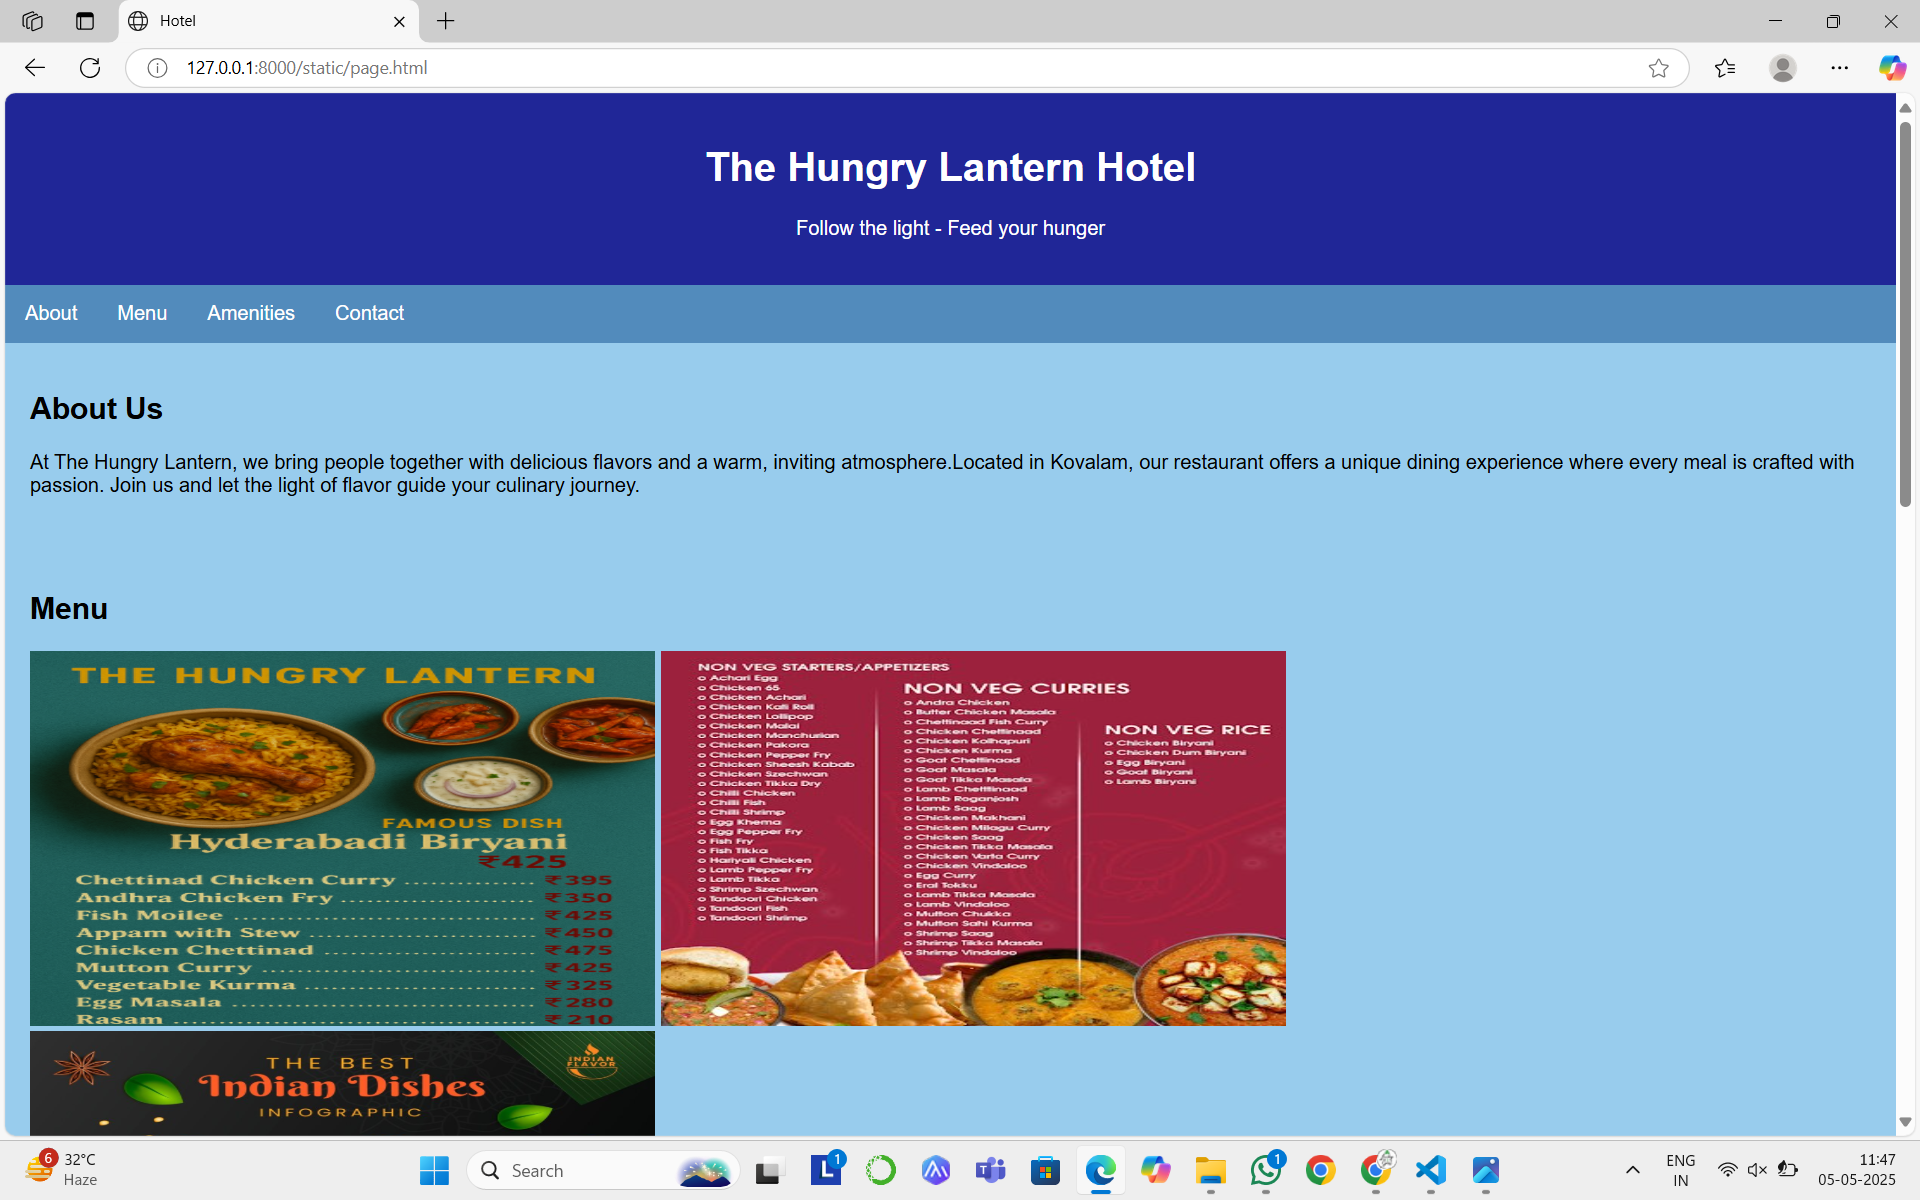 Hotel
127.0.0.1:8000/static/page.html
The Hungry Lantern Hotel
Follow the light - Feed your hunger
About Menu Amenities Contact
About Us
At The Hungry Lantern, we bring people together with delicious flavors and a warm, inviting atmosphere.Located in Kovalam, our restaurant offers a unique dining experience where every meal is crafted with
passion. Join us and let the light of flavor guide your culinary journey.
Menu
THE HUNGRY LANTERN
FAMOUS DISH
Hyderabadi Biryani
₹425
Chettinad Chicken Curry ............... ₹395
Andhra Chicken Fry ...................... ₹350
Fish Moilee .................................. ₹425
Appam with Stew ......................... ₹450
Chicken Chettinad ........................ ₹475
Mutton Curry ............................... ₹425
Vegetable Kurma .......................... ₹325
Egg Masala .................................. ₹280
Rasam ......................................... ₹210
NON VEG STARTERS/APPETIZERS
o Achari Egg
o Chicken 65
o Chicken Achari
o Chicken Kati Roll
o Chicken Lollipop
o Chicken Malai
o Chicken Manchurian
o Chicken Pakora
o Chicken Pepper Fry
o Chicken Sheesh Kabab
o Chicken Szechwan
o Chicken Tikka Dry
o Chilli Chicken
o Chilli Fish
o Chilli Shrimp
o Egg Khema
o Egg Pepper Fry
o Fish Fry
o Fish Tikka
o Hariyali Chicken
o Lamb Pepper Fry
o Lamb Tikka
o Shrimp Szechwan
o Tandoori Chicken
o Tandoori Fish
o Tandoori Shrimp
NON VEG CURRIES
o Andra Chicken
o Butter Chicken Masala
o Chettinaad Fish Curry
o Chicken Chettinaad
o Chicken Kolhapuri
o Chicken Kurma
o Goat Chettinaad
o Goat Masala
o Goat Tikka Masala
o Lamb Chettinaad
o Lamb Roganjosh
o Lamb Saag
o Chicken Makhani
o Chicken Milagu Curry
o Chicken Saag
o Chicken Tikka Masala
o Chicken Varta Curry
o Chicken Vindaloo
o Egg Curry
o Eral Tokku
o Lamb Tikka Masala
o Lamb Vindaloo
o Mutton Chukka
o Mutton Sahi Kurma
o Shrimp Saag
o Shrimp Tikka Masala
o Shrimp Vindaloo
NON VEG RICE
o Chicken Biryani
o Chicken Dum Biryani
o Egg Biryani
o Goat Biryani
o Lamb Biryani
THE BEST
Indian Dishes
INFOGRAPHIC
INDIAN
FLAVOR
6
32°C
Haze
Search
L
1
1
ENG
IN
11:47
05-05-2025